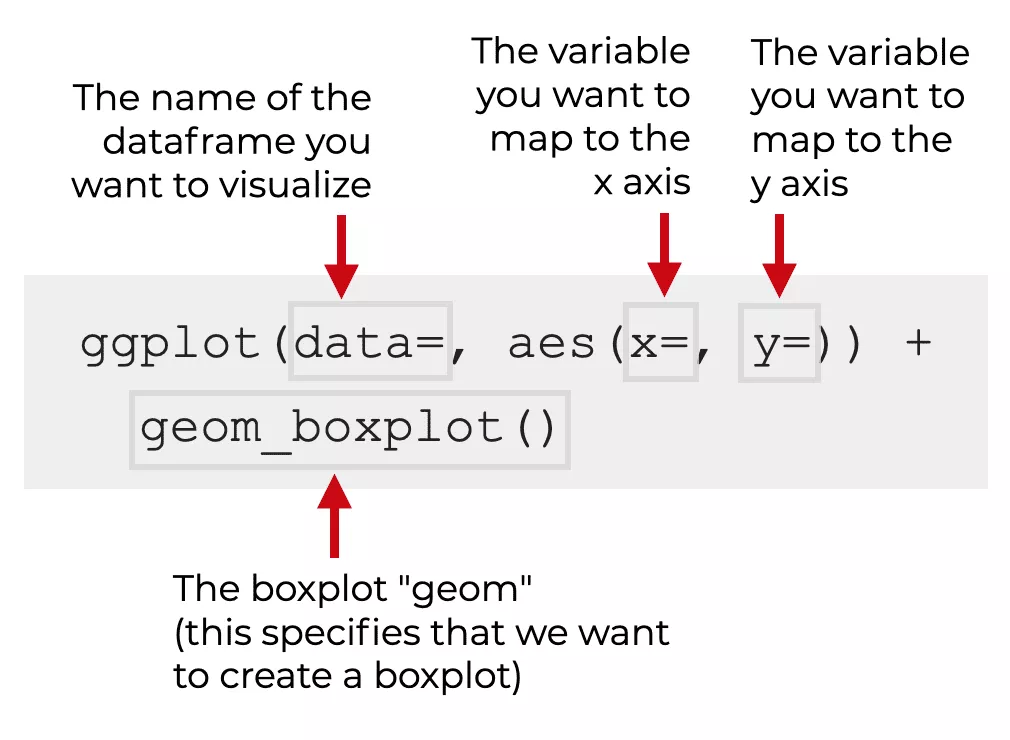 The name of the
dataframe you
want to visualize
The variable
you want to
map to the
x axis
The variable
you want to
map to the
y axis
ggplot(data=, aes(x=, y=)) +
geom_boxplot()
The boxplot "geom"
(this specifies that we want
to create a boxplot)